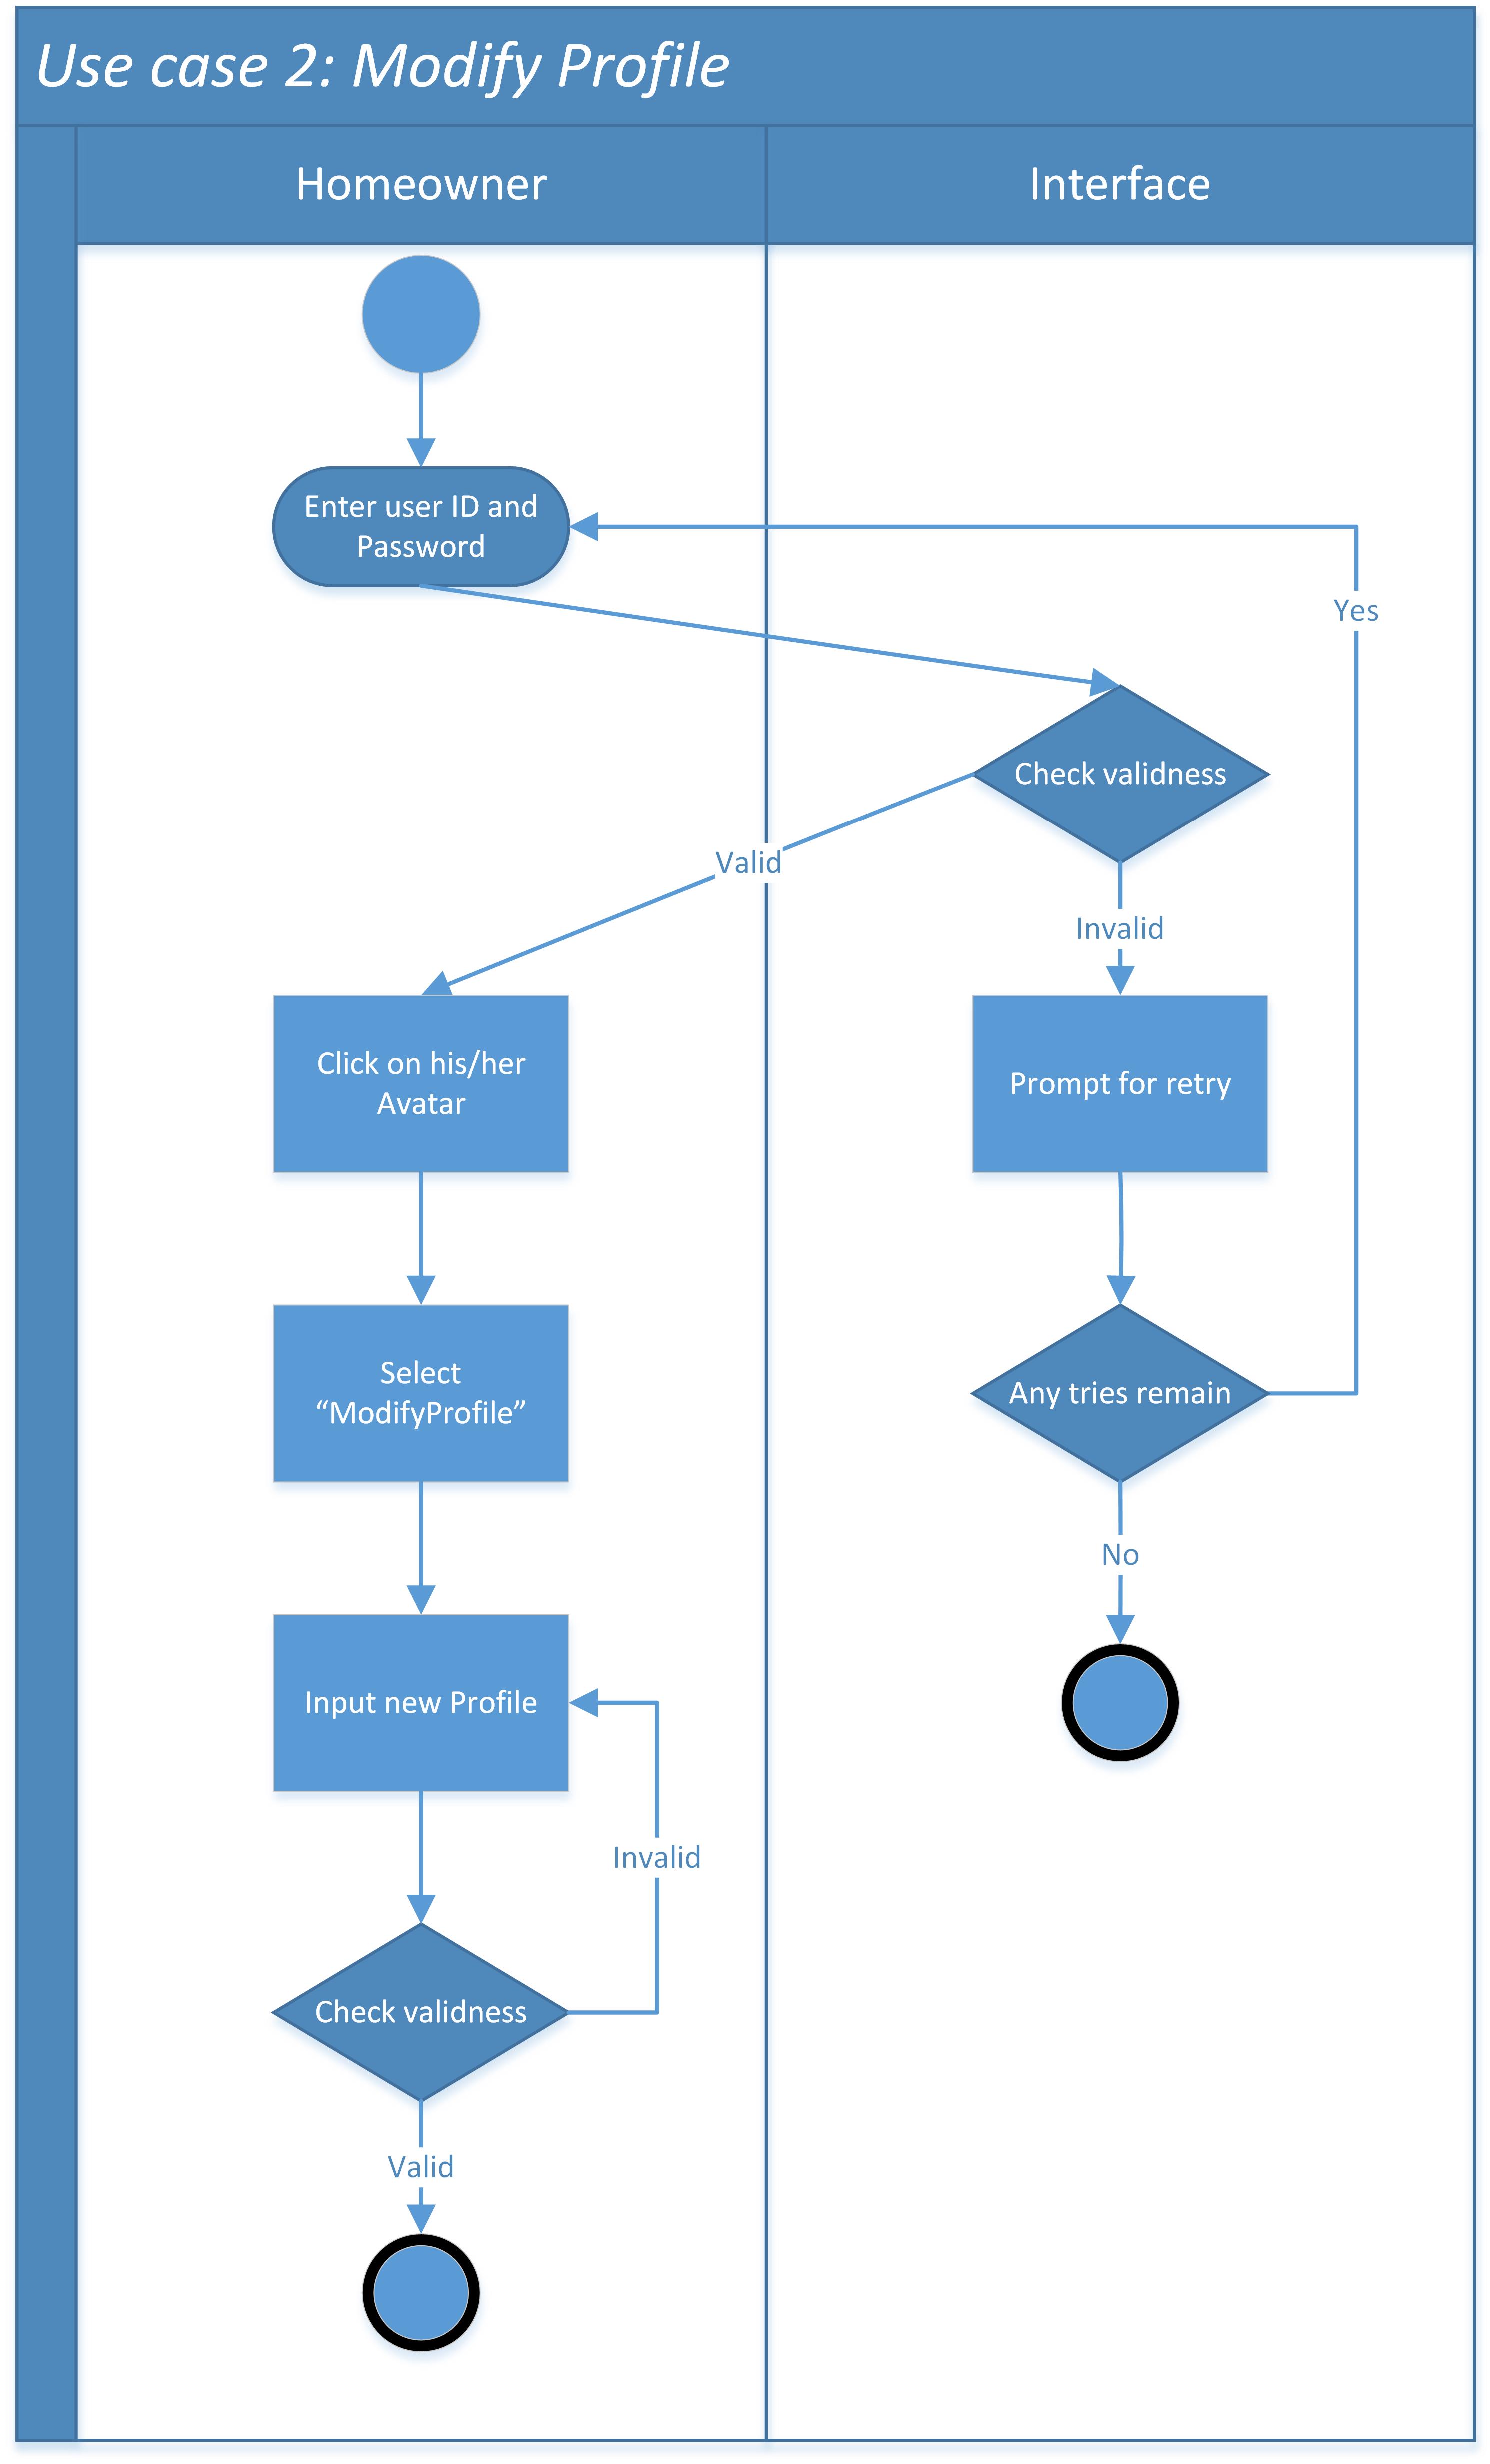 Use case 2: Modify Profile
Homeowner
Interface
Enter user ID and
Password
Yes
Check validness
Valid
Invalid
Click on his/her
Avatar
Prompt for retry
Select
“ModifyProfile”
Any tries remain
No
Input new Profile
Invalid
Check validness
Valid